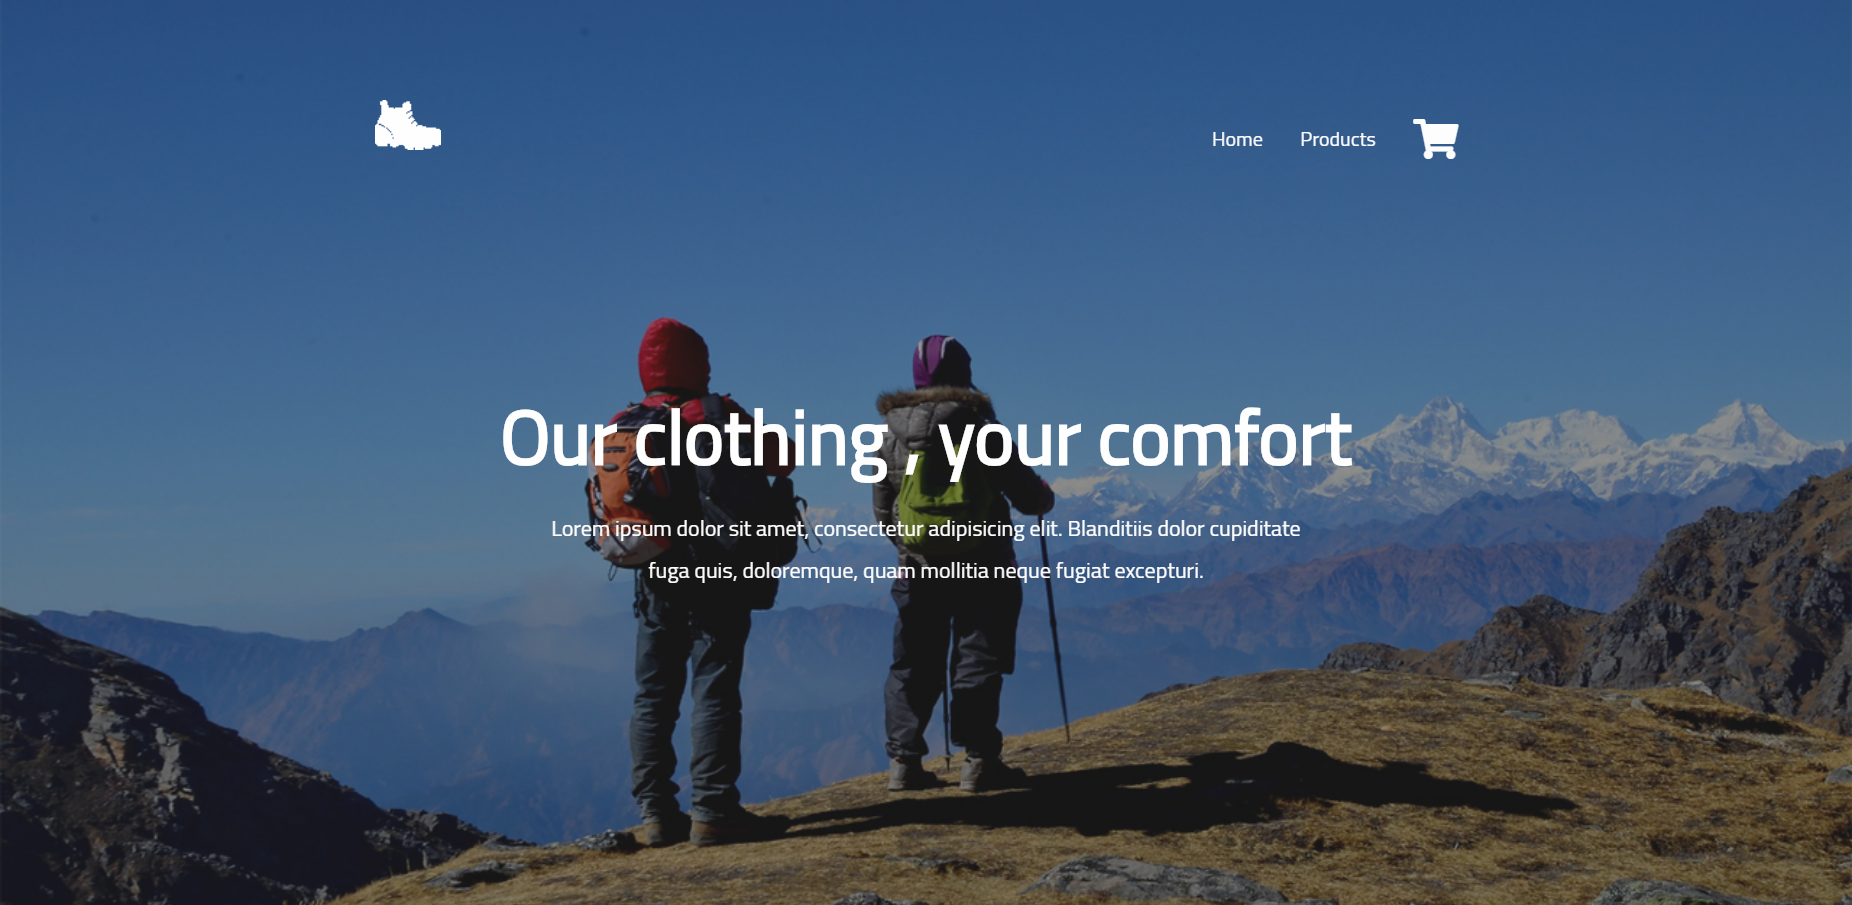 Home Products
Our clothing , your comfort
Lorem ipsum dolor sit amet, consectetur adipisicing elit. Blanditiis dolor cupiditate
fuga quis, doloremque, quam mollitia neque fugiat excepturi.